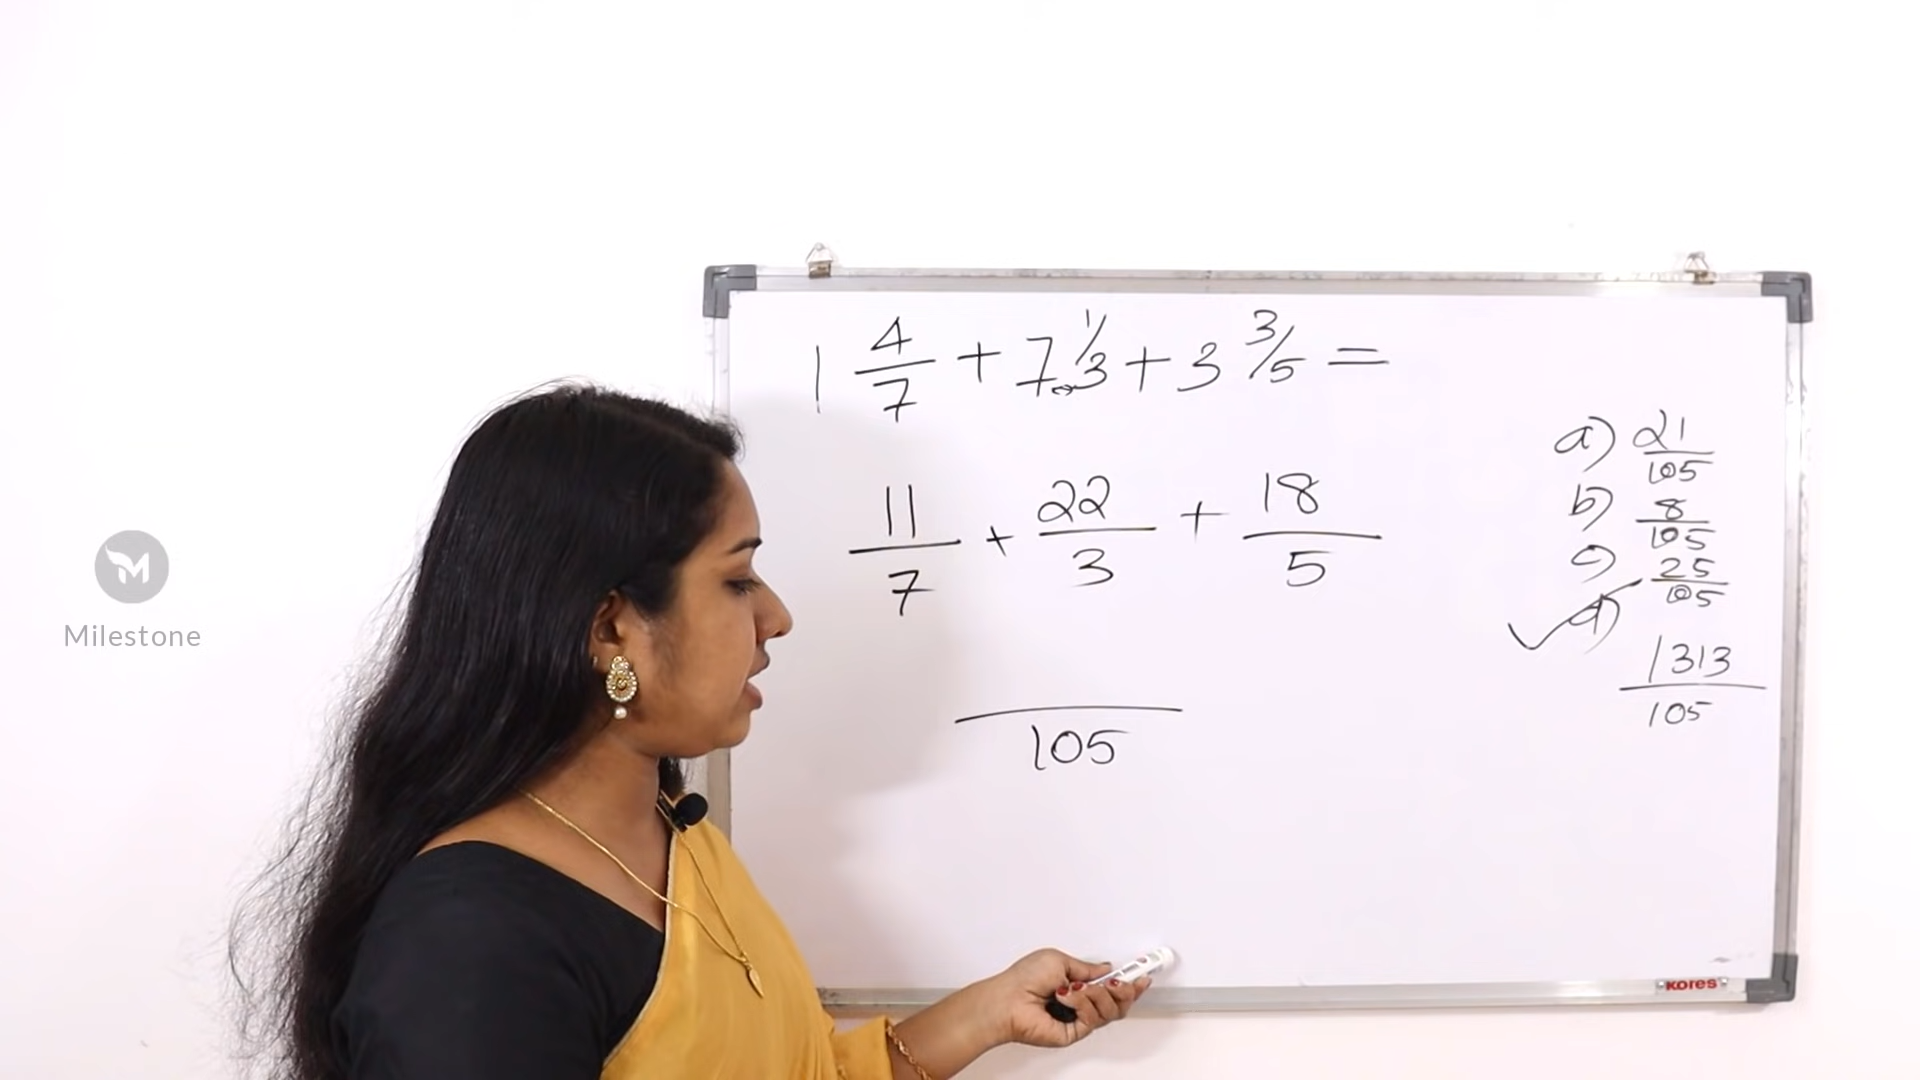 1 4/7 + 7 1/3 + 3 3/5 =
11/7 + 22/3 + 18/5
105
a) 21/105
b) 8/105
c) 25/105
d) 1313/105
Milestone
KORES